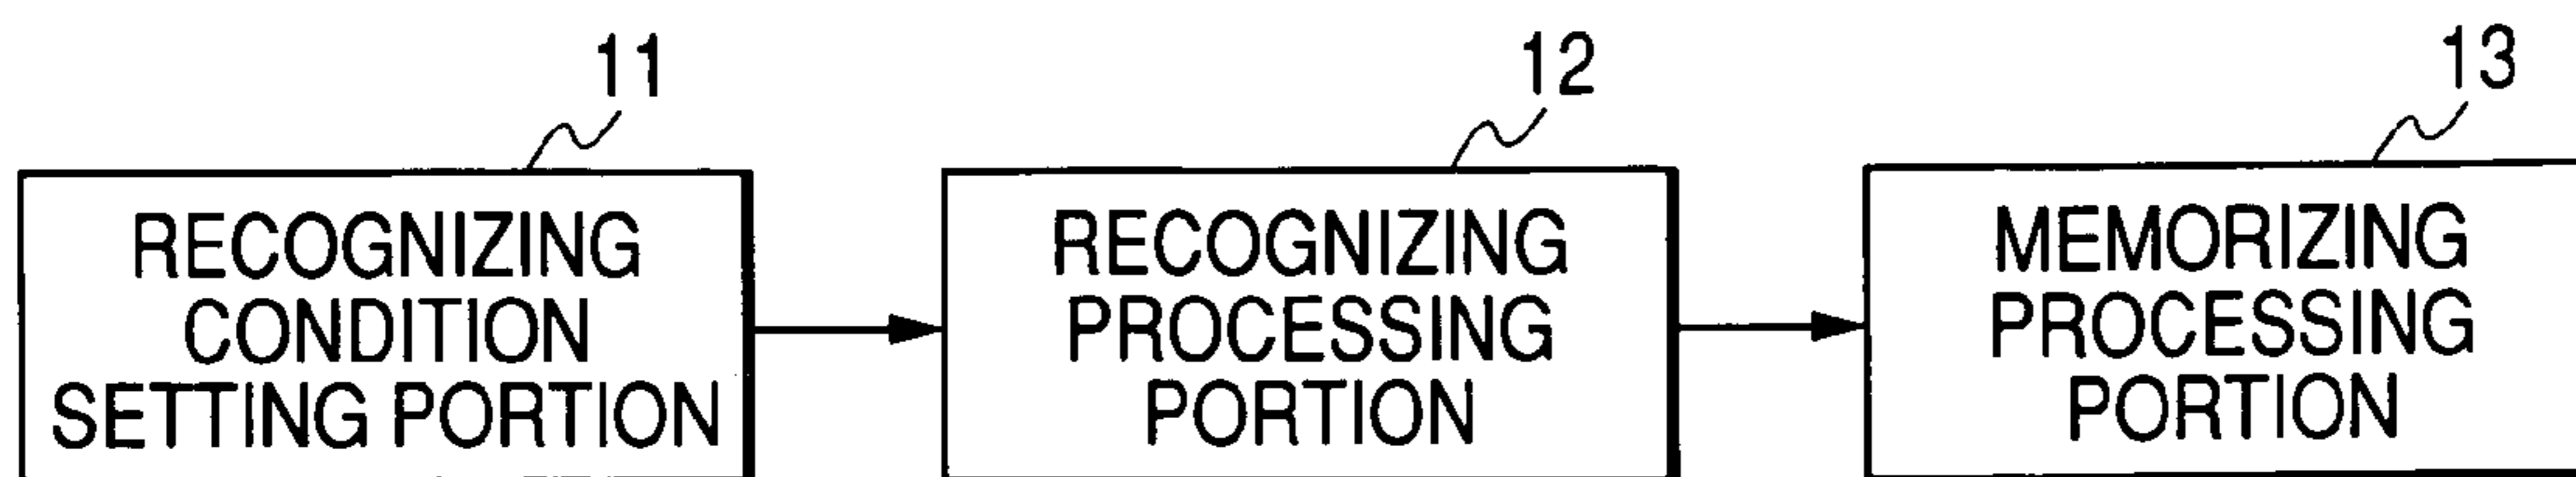 11
12
13
RECOGNIZING
CONDITION
SETTING PORTION
RECOGNIZING
PROCESSING
PORTION
MEMORIZING
PROCESSING
PORTION